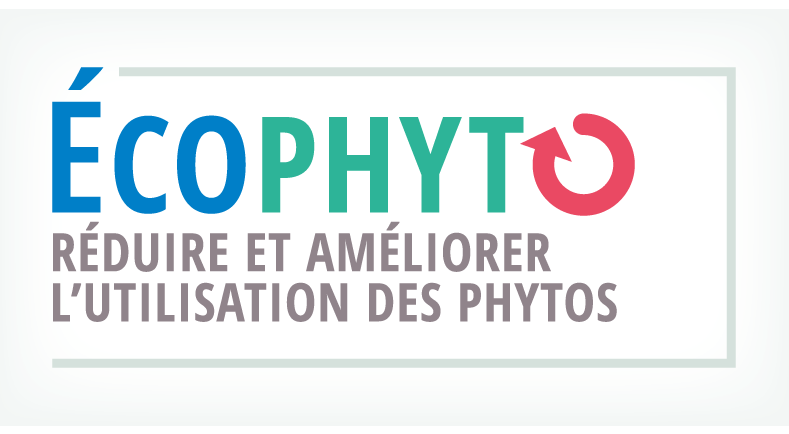 ÉCOPHYTO
RÉDUIRE ET AMÉLIORER
L’UTILISATION DES PHYTOS